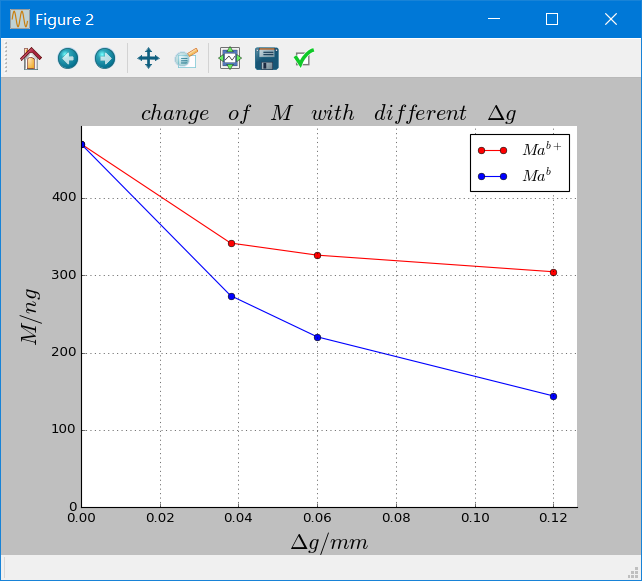 Figure 2
change of M with different Δg
Ma^{b+}
Ma^{b}
400
300
200
100
0
M/ng
0.00 0.02 0.04 0.06 0.08 0.10 0.12
Δg/mm